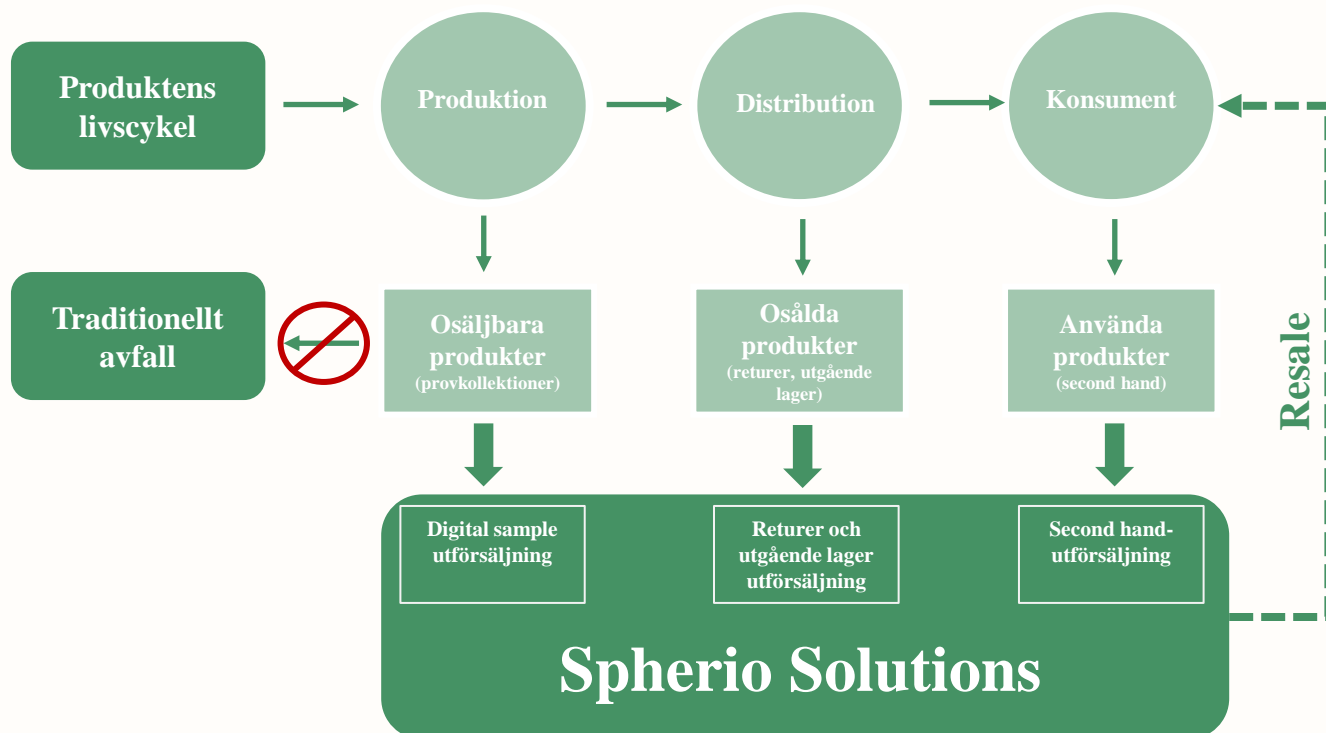 Produktens
livscykel
Produktion
Distribution
Konsument
Traditionellt
avfall
Osäljbara
produkter
(provkollektioner)
Osålda
produkter
(returer, utgående
lager)
Använda
produkter
(second hand)
Resale
Digital sample
utförsäljning
Returer och
utgående lager
utförsäljning
Second hand-
utförsäljning
Spherio Solutions